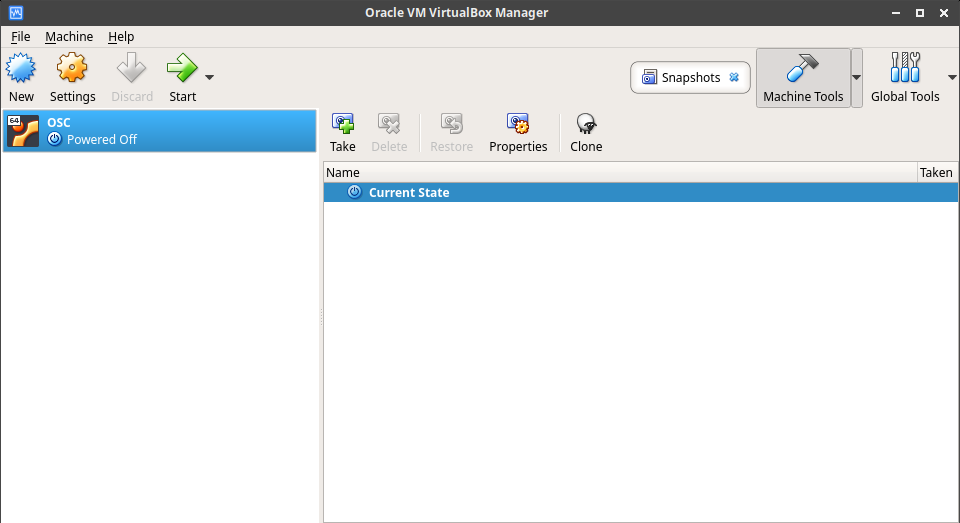 Oracle VM VirtualBox Manager
File Machine Help
New Settings Discard Start Snapshots Machine Tools Global Tools
64 OSC
Powered Off
Take Delete Restore Properties Clone
Name Taken
Current State